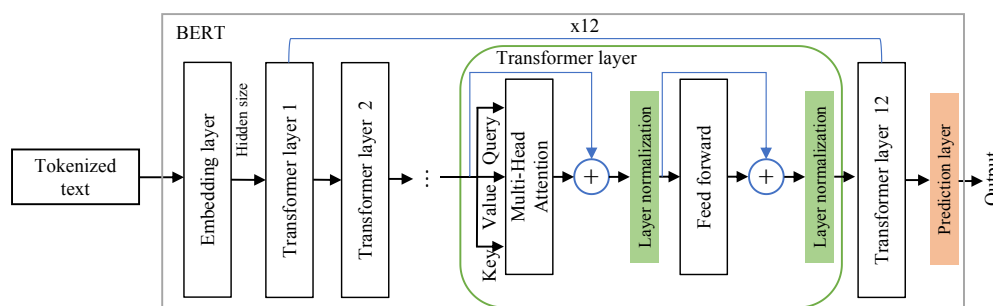 BERT
x12
Transformer layer
Tokenized
text
Embedding layer
Hidden size
Transformer layer 1
Transformer layer 2
...
Query
Value
Key
Multi-Head
Attention
+
Layer normalization
Feed forward
+
Layer normalization
Transformer layer 12
Prediction layer
Output